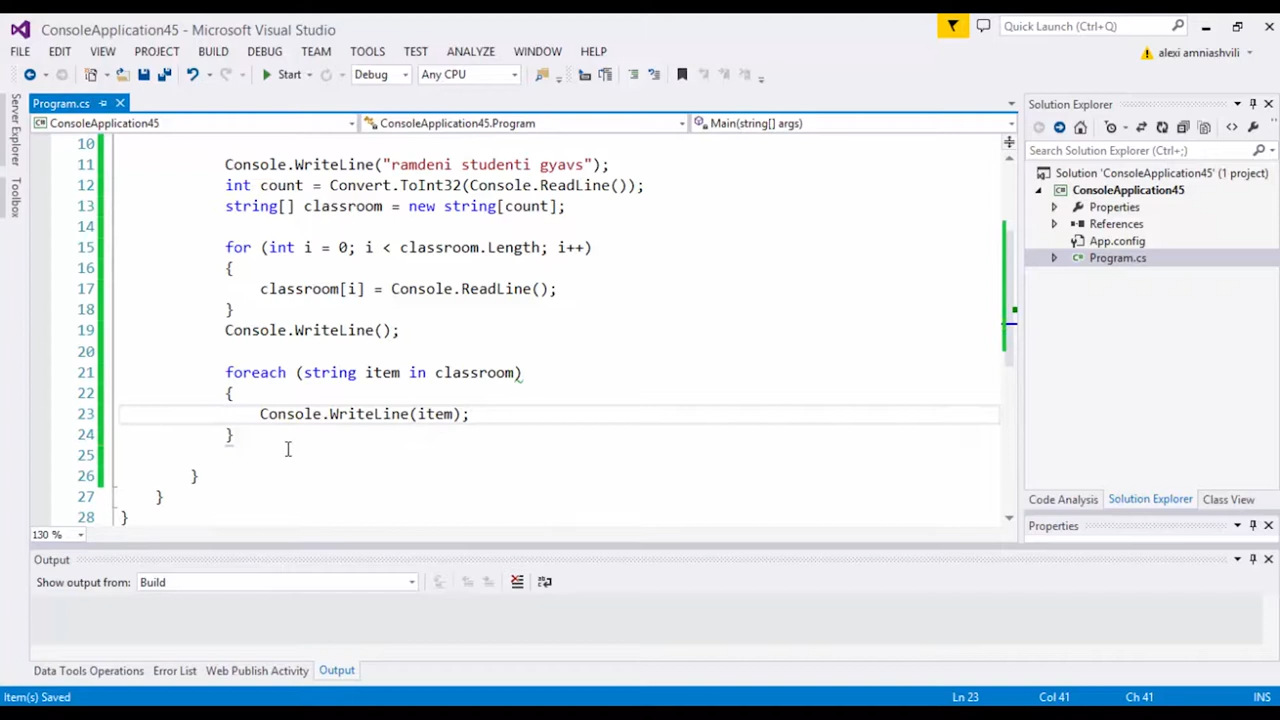 ConsoleApplication45 - Microsoft Visual Studio
Quick Launch (Ctrl+Q)
FILE EDIT VIEW PROJECT BUILD DEBUG TEAM TOOLS TEST ANALYZE WINDOW HELP
alexi amniashvili
Start Debug Any CPU
Server Explorer
Toolbox
Program.cs
ConsoleApplication45
ConsoleApplication45.Program
Main(string[] args)
10
11 Console.WriteLine("ramdeni studenti gyavs");
12 int count = Convert.ToInt32(Console.ReadLine());
13 string[] classroom = new string[count];
14
15 for (int i = 0; i < classroom.Length; i++)
16 {
17 classroom[i] = Console.ReadLine();
18 }
19 Console.WriteLine();
20
21 foreach (string item in classroom)
22 {
23 Console.WriteLine(item);
24 }
25
26 }
27 }
28 }
130 %
Solution Explorer
Search Solution Explorer (Ctrl+;)
Solution 'ConsoleApplication45' (1 project)
ConsoleApplication45
Properties
References
App.config
Program.cs
Code Analysis Solution Explorer Class View
Properties
Output
Show output from: Build
Data Tools Operations Error List Web Publish Activity Output
Item(s) Saved Ln 23 Col 41 Ch 41 INS